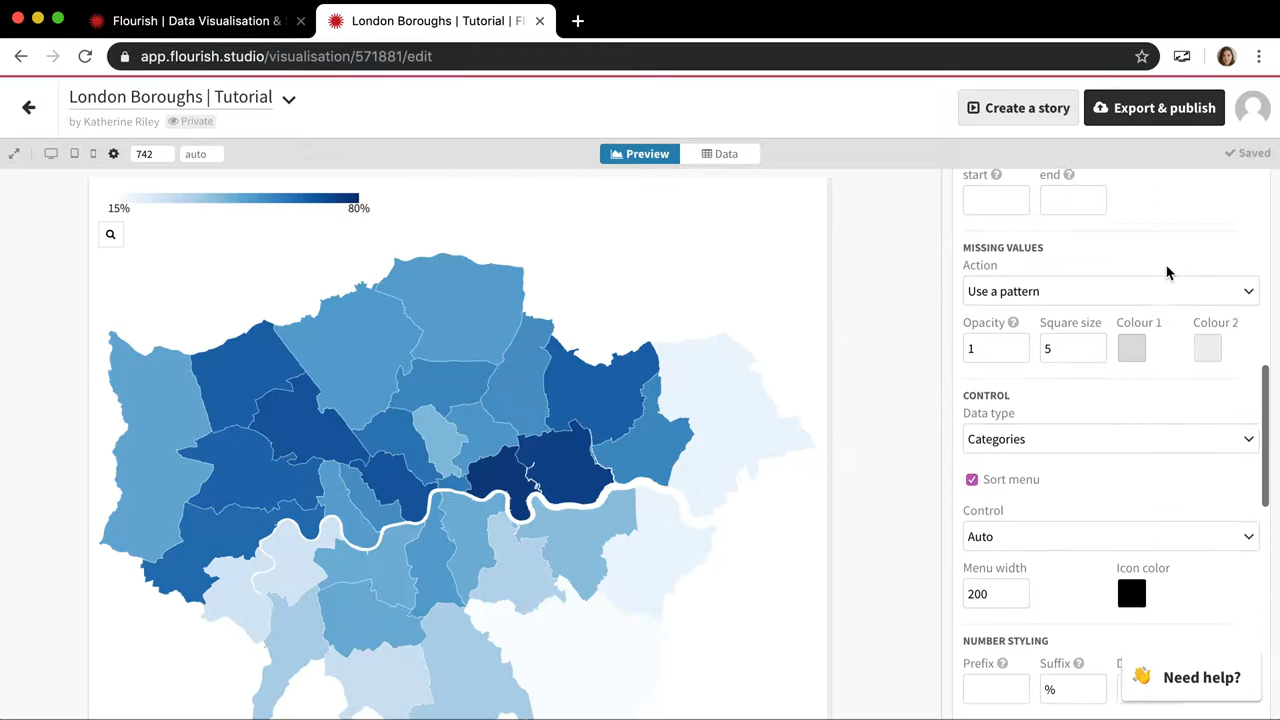 Flourish | Data Visualisation &
London Boroughs | Tutorial | F
app.flourish.studio/visualisation/571881/edit
London Boroughs | Tutorial
by Katherine Riley Private
Create a story
Export & publish
742 auto
Preview
Data
Saved
15% 80%
start end
MISSING VALUES
Action
Use a pattern
Opacity Square size Colour 1 Colour 2
1 5
CONTROL
Data type
Categories
Sort menu
Control
Auto
Menu width Icon color
200
NUMBER STYLING
Prefix Suffix
%
Need help?